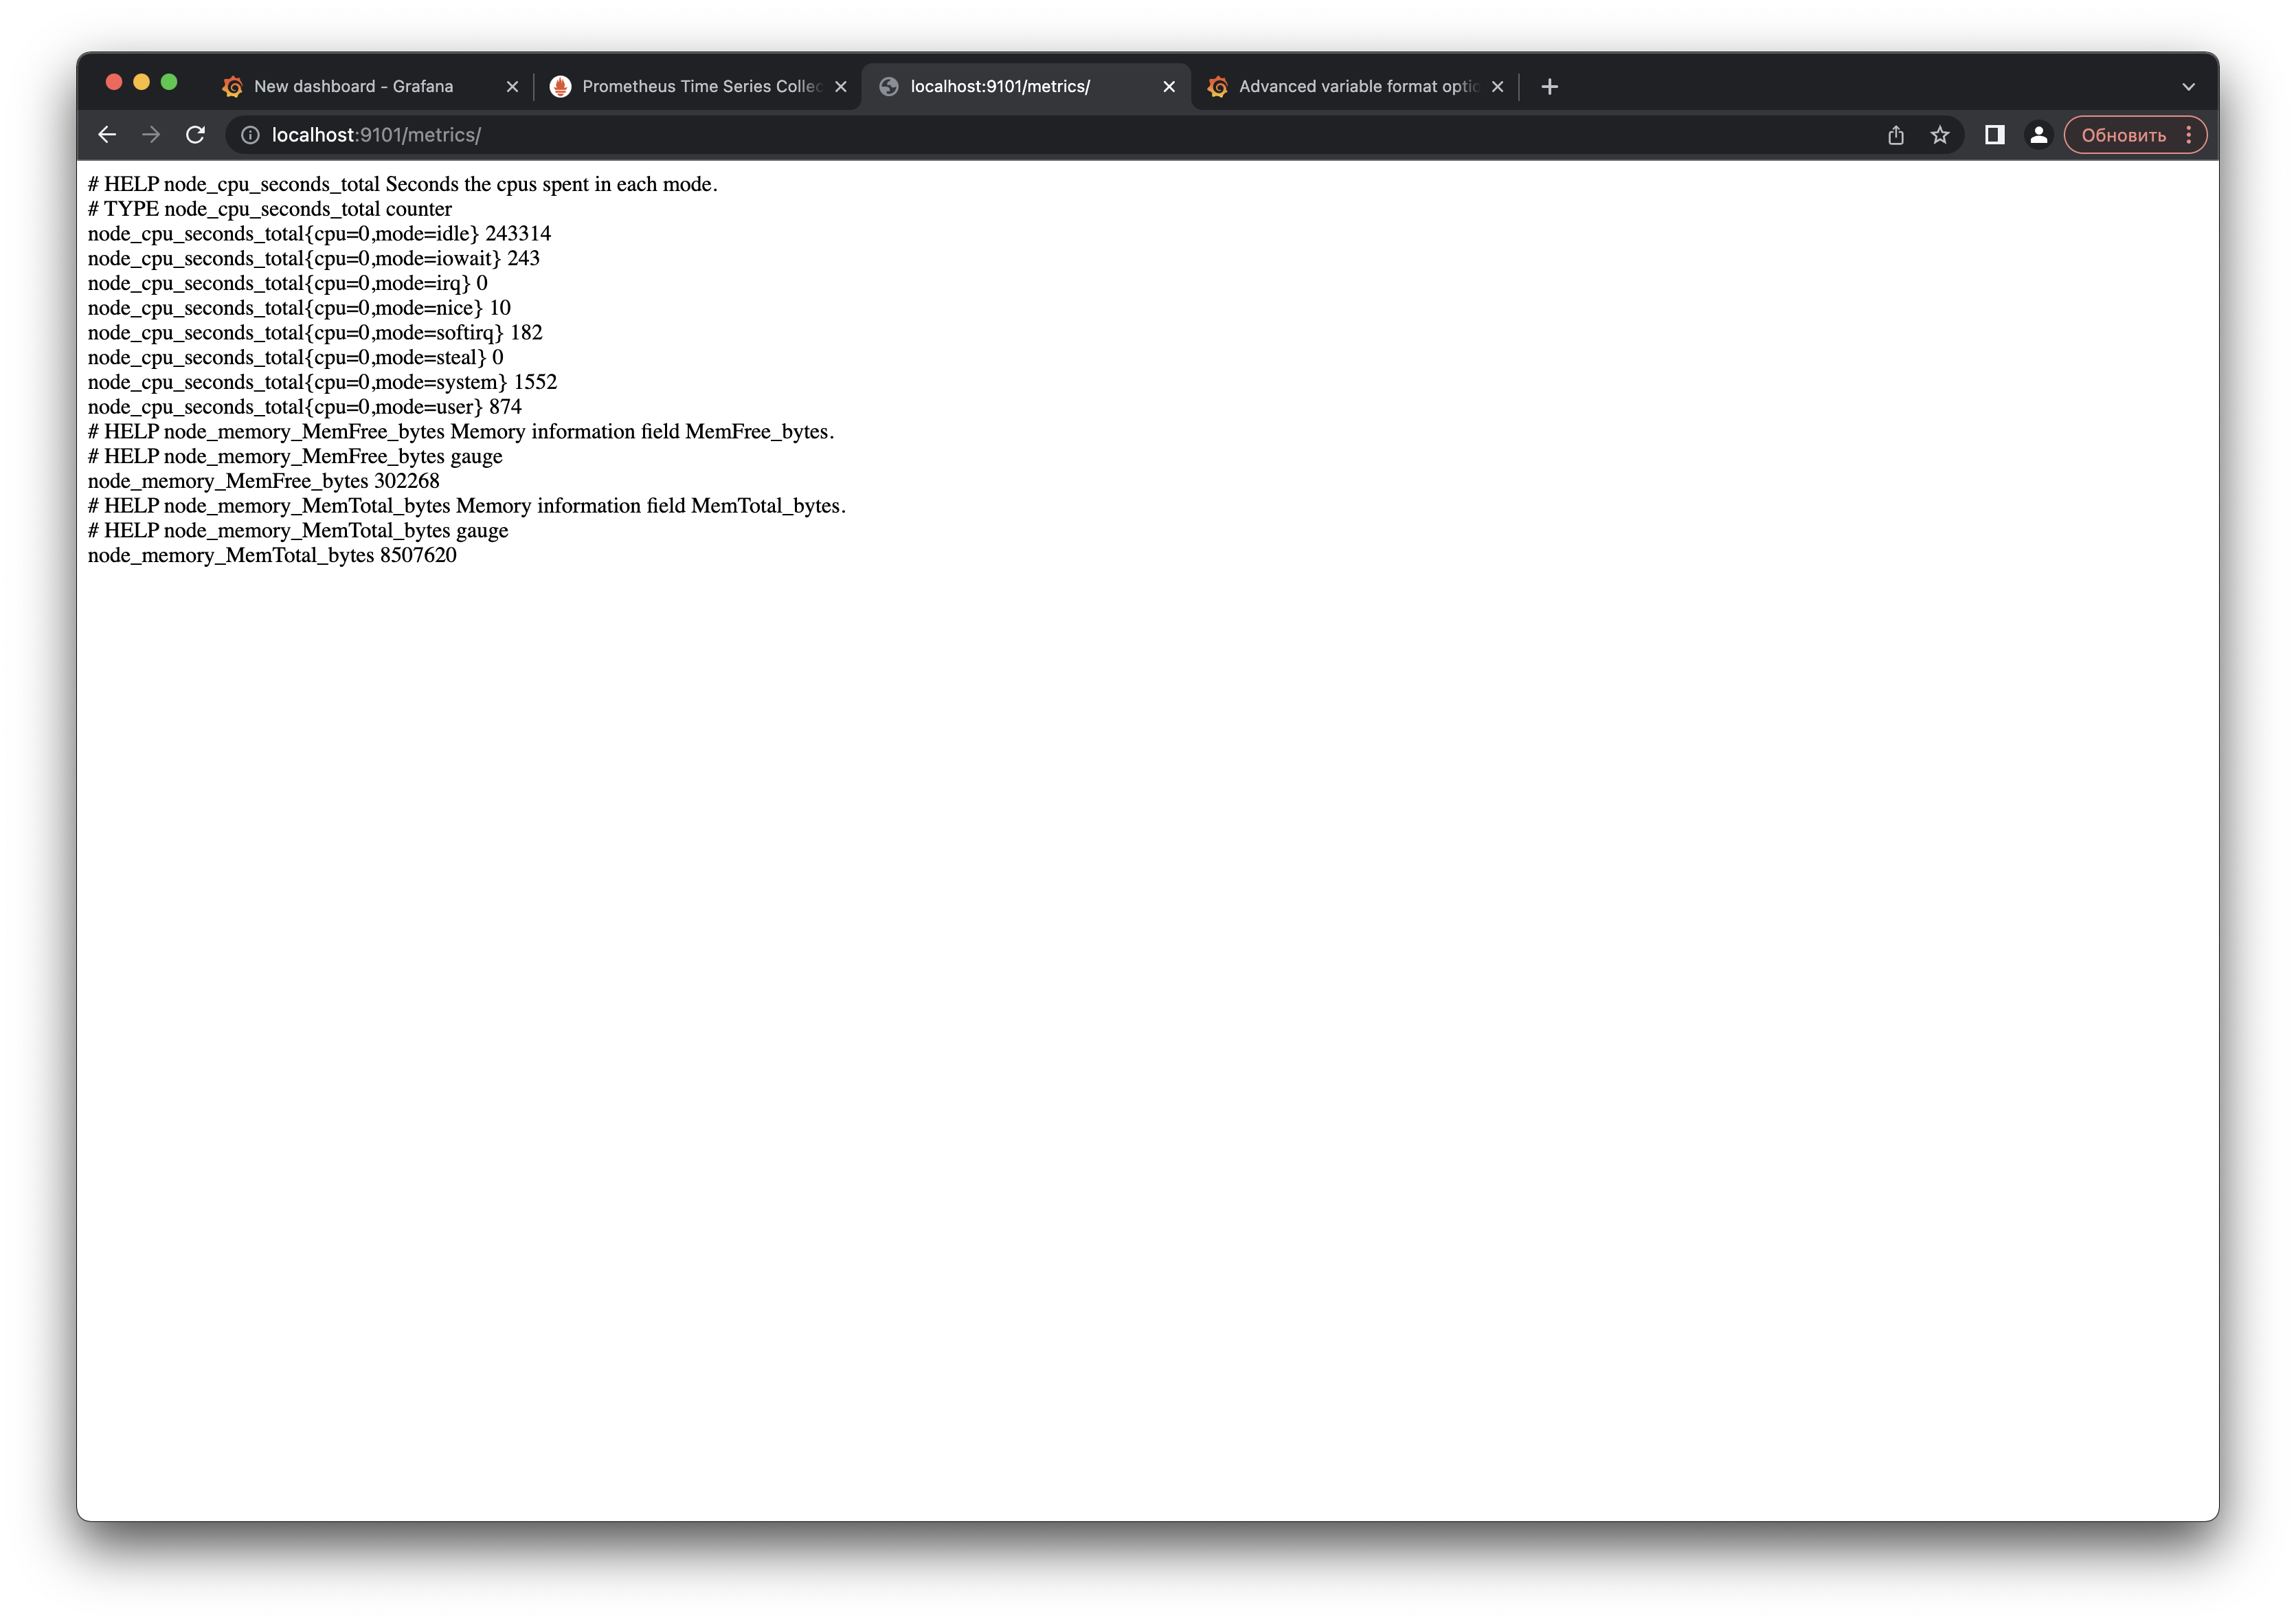 New dashboard - Grafana
Prometheus Time Series Collec
localhost:9101/metrics/
Advanced variable format optio
localhost:9101/metrics/
Обновить
# HELP node_cpu_seconds_total Seconds the cpus spent in each mode.
# TYPE node_cpu_seconds_total counter
node_cpu_seconds_total{cpu=0,mode=idle} 243314
node_cpu_seconds_total{cpu=0,mode=iowait} 243
node_cpu_seconds_total{cpu=0,mode=irq} 0
node_cpu_seconds_total{cpu=0,mode=nice} 10
node_cpu_seconds_total{cpu=0,mode=softirq} 182
node_cpu_seconds_total{cpu=0,mode=steal} 0
node_cpu_seconds_total{cpu=0,mode=system} 1552
node_cpu_seconds_total{cpu=0,mode=user} 874
# HELP node_memory_MemFree_bytes Memory information field MemFree_bytes.
# HELP node_memory_MemFree_bytes gauge
node_memory_MemFree_bytes 302268
# HELP node_memory_MemTotal_bytes Memory information field MemTotal_bytes.
# HELP node_memory_MemTotal_bytes gauge
node_memory_MemTotal_bytes 8507620